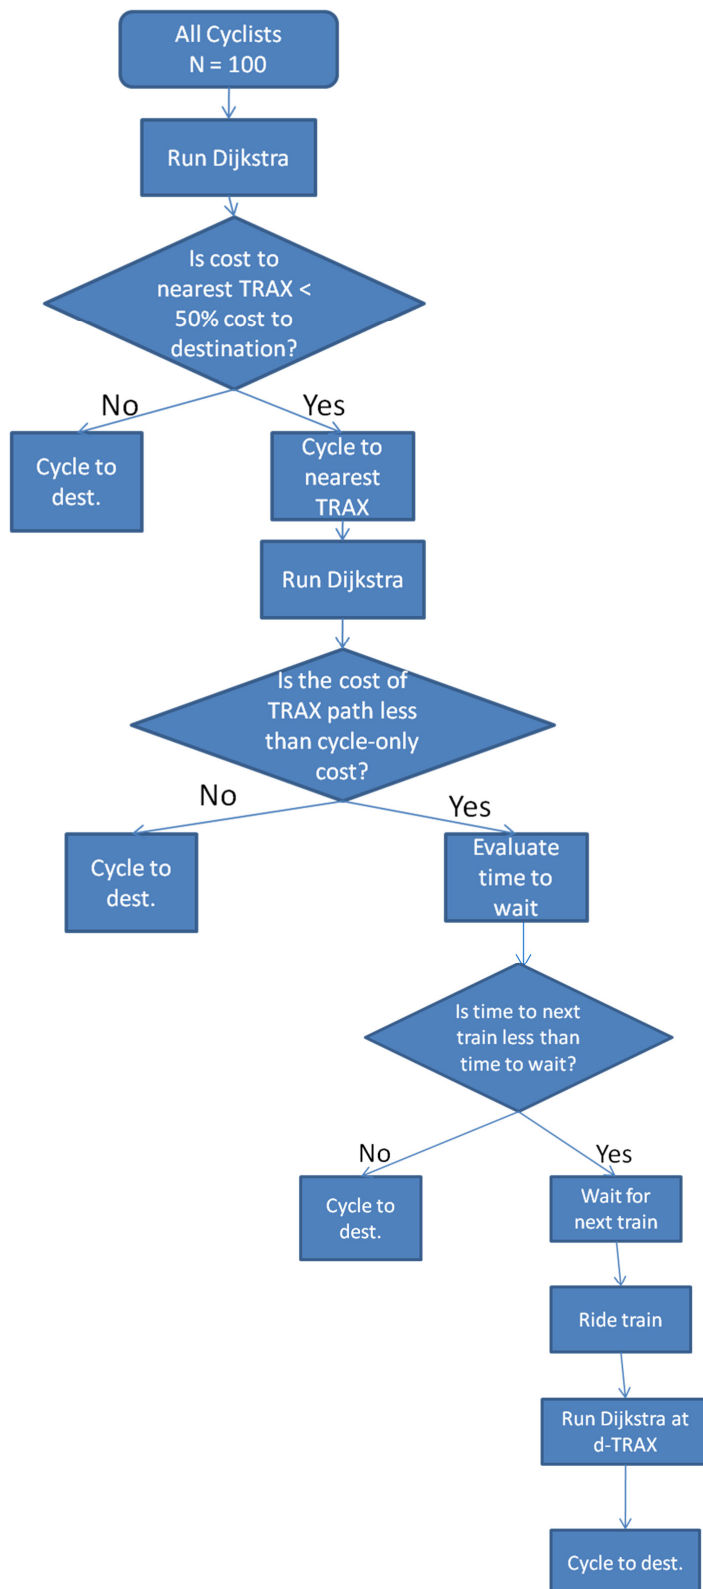 All Cyclists
N = 100
Run Dijkstra
Is cost to
nearest TRAX <
50% cost to
destination?
No
Yes
Cycle to
dest.
Cycle to
nearest
TRAX
Run Dijkstra
Is the cost of
TRAX path less
than cycle-only
cost?
No
Yes
Cycle to
dest.
Evaluate
time to
wait
Is time to next
train less than
time to wait?
No
Yes
Cycle to
dest.
Wait for
next train
Ride train
Run Dijkstra at
d-TRAX
Cycle to dest.